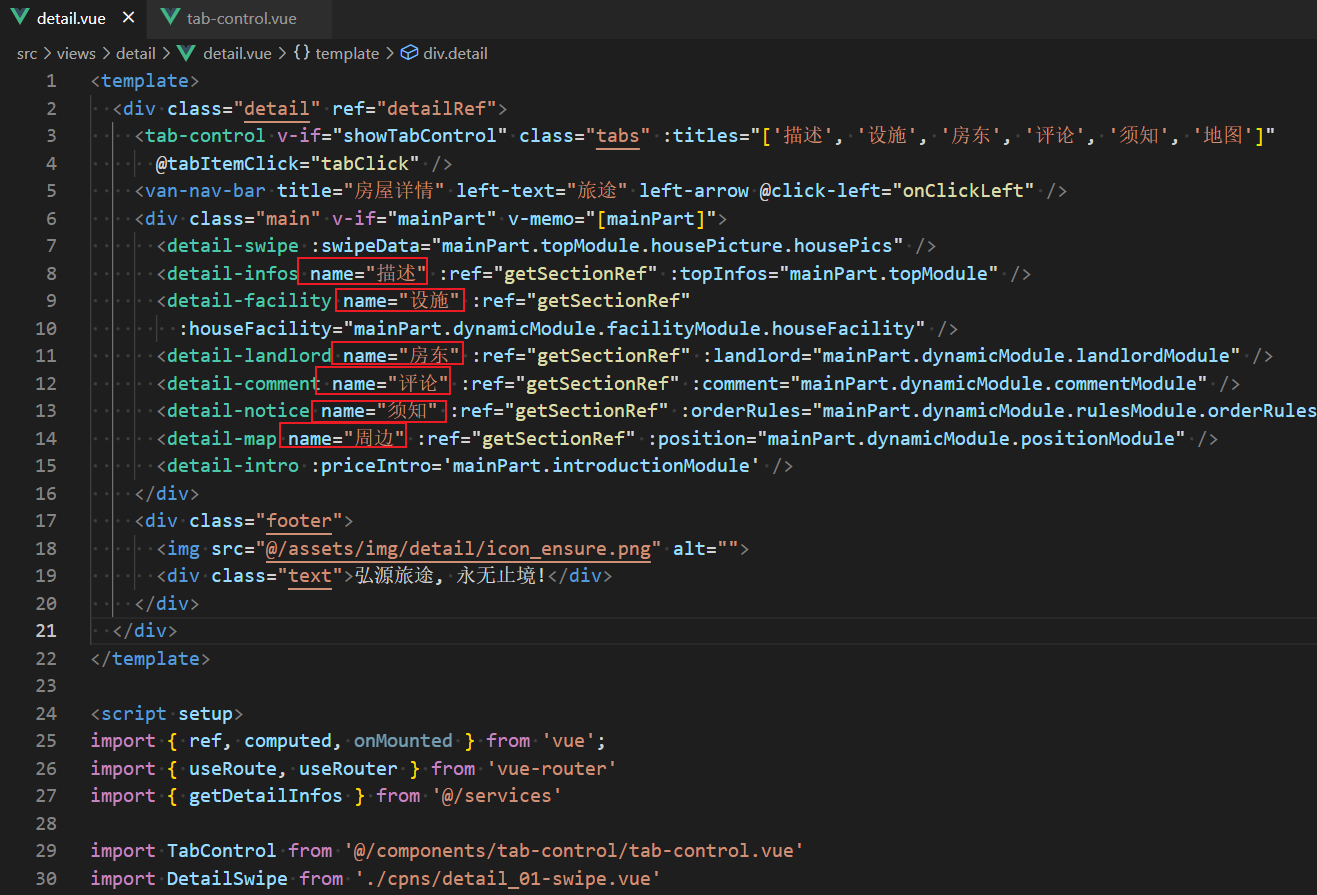 detail.vue × tab-control.vue
src > views > detail > detail.vue > {} template > div.detail
1 <template>
2 <div class="detail" ref="detailRef">
3 <tab-control v-if="showTabControl" class="tabs" :titles="['描述', '设施', '房东', '评论', '须知', '地图']"
4 @tabItemClick="tabClick" />
5 <van-nav-bar title="房屋详情" left-text="旅途" left-arrow @click-left="onClickLeft" />
6 <div class="main" v-if="mainPart" v-memo="[mainPart]">
7 <detail-swipe :swipeData="mainPart.topModule.housePicture.housePics" />
8 <detail-infos name="描述" :ref="getSectionRef" :topInfos="mainPart.topModule" />
9 <detail-facility name="设施" :ref="getSectionRef"
10 :houseFacility="mainPart.dynamicModule.facilityModule.houseFacility" />
11 <detail-landlord name="房东" :ref="getSectionRef" :landlord="mainPart.dynamicModule.landlordModule" />
12 <detail-comment name="评论" :ref="getSectionRef" :comment="mainPart.dynamicModule.commentModule" />
13 <detail-notice name="须知" :ref="getSectionRef" :orderRules="mainPart.dynamicModule.rulesModule.orderRules
14 <detail-map name="周边" :ref="getSectionRef" :position="mainPart.dynamicModule.positionModule" />
15 <detail-intro :priceIntro='mainPart.introductionModule' />
16 </div>
17 <div class="footer">
18 <img src="@/assets/img/detail/icon_ensure.png" alt="">
19 <div class="text">弘源旅途, 永无止境!</div>
20 </div>
21 </div>
22 </template>
23
24 <script setup>
25 import { ref, computed, onMounted } from 'vue';
26 import { useRoute, useRouter } from 'vue-router'
27 import { getDetailInfos } from '@/services'
28
29 import TabControl from '@/components/tab-control/tab-control.vue'
30 import DetailSwipe from './cpns/detail_01-swipe.vue'